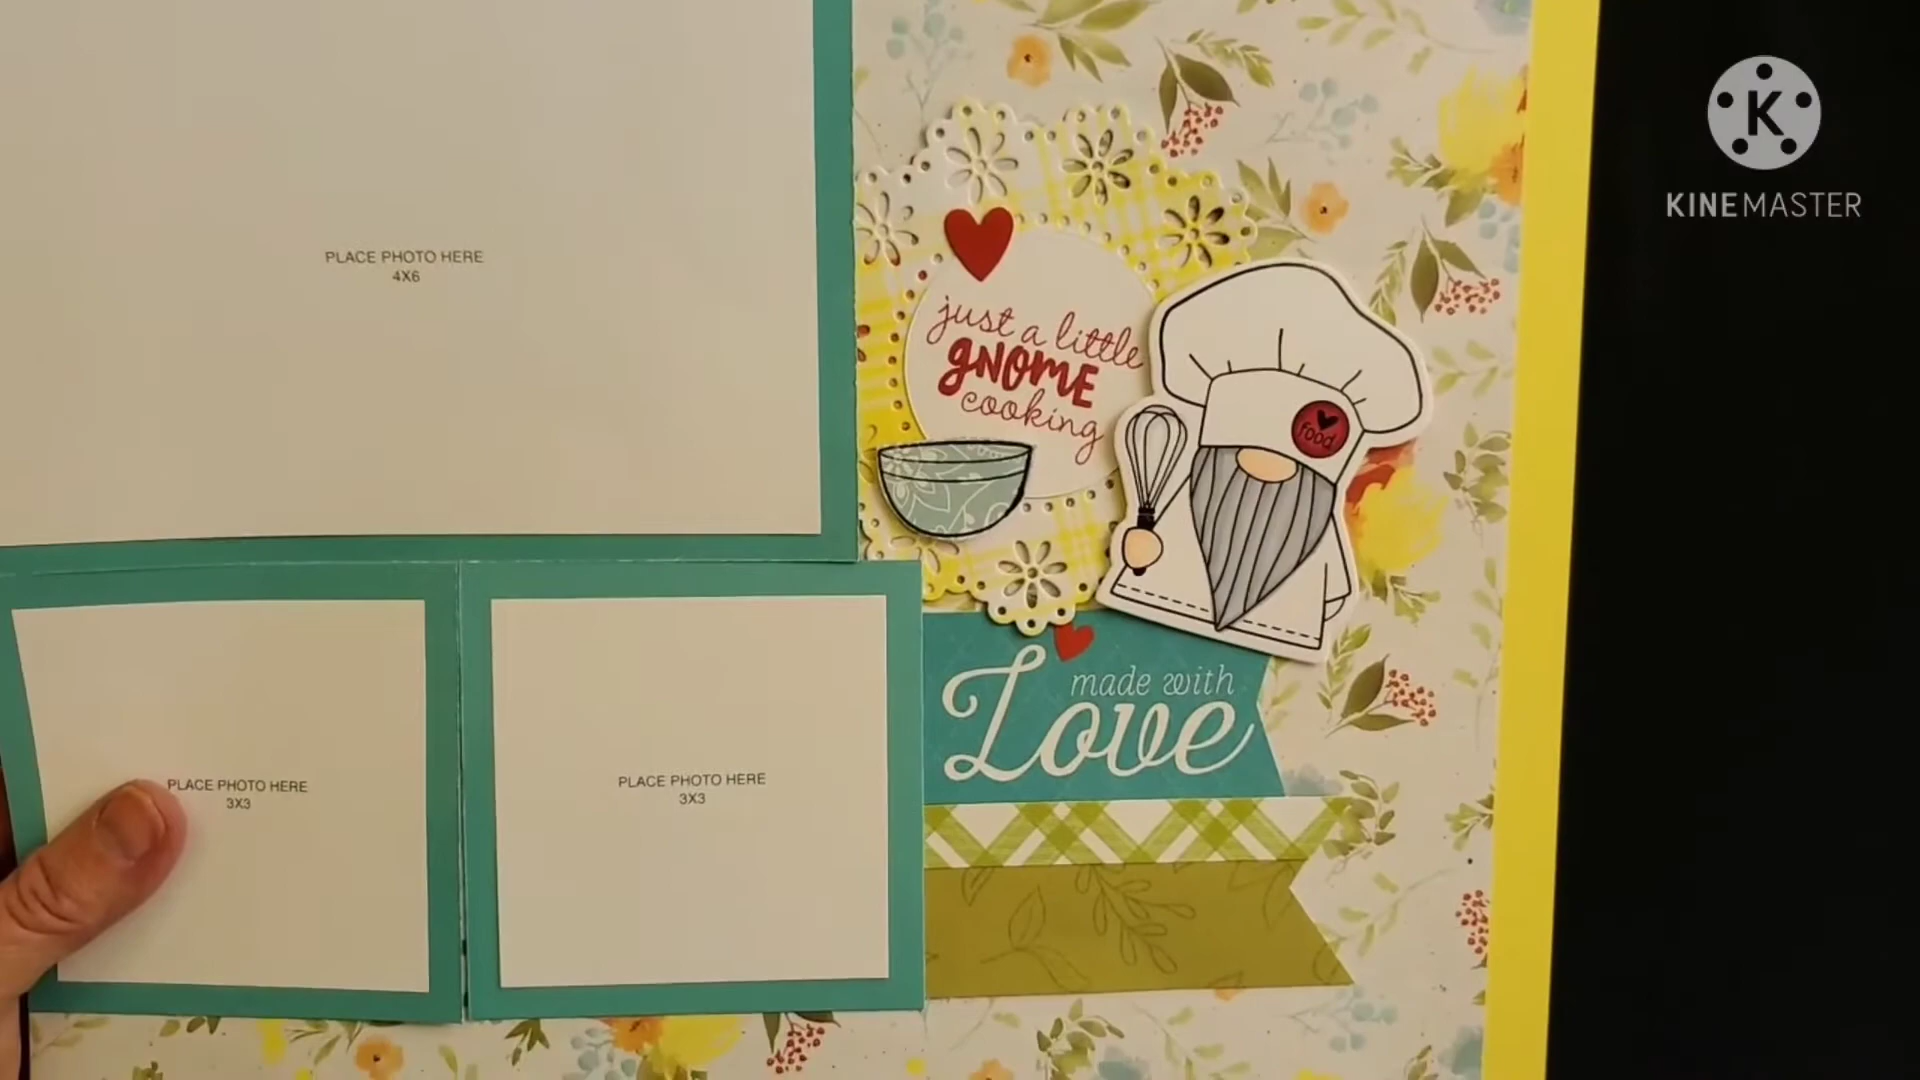 KINEMASTER
PLACE PHOTO HERE
4X6
just a little
gNOmE
cooking
food
made with
Love
PLACE PHOTO HERE
3X3
PLACE PHOTO HERE
3X3